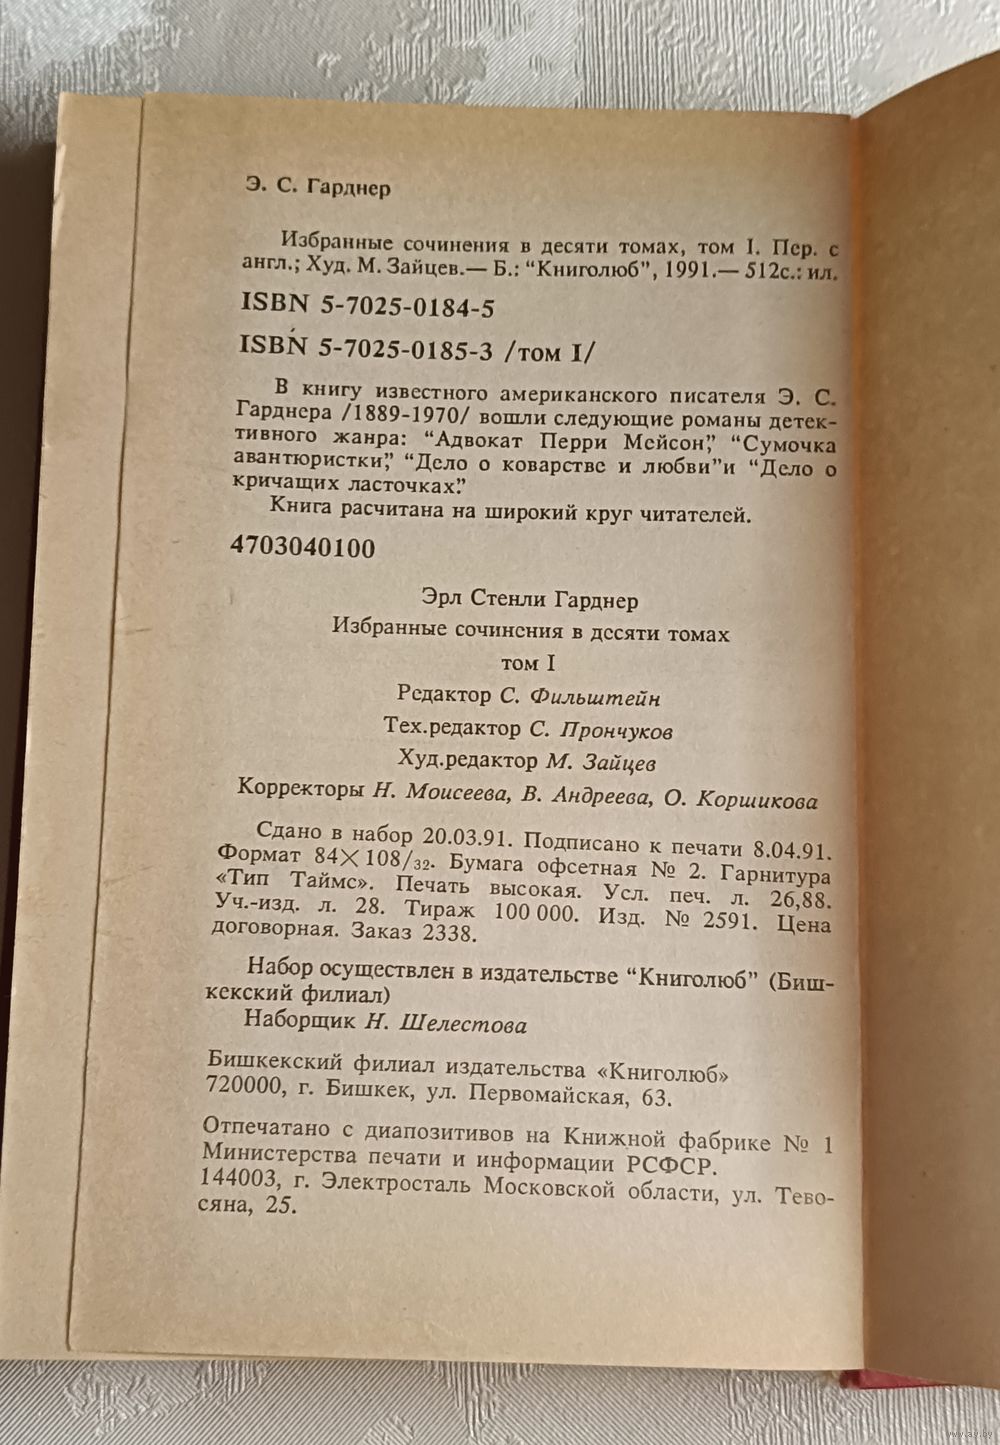 Э. С. Гарднер
Избранные сочинения в десяти томах, том I. Пер. с
англ.; Худ. М. Зайцев.— Б.: “Книголюб”, 1991.— 512с.: ил.
ISBN 5-7025-0184-5
ISBN 5-7025-0185-3 /том I/
В книгу известного американского писателя Э. С.
Гарднера /1889-1970/ вошли следующие романы детек-
тивного жанра: “Адвокат Перри Мейсон”, “Сумочка
авантюристки”, “Дело о коварстве и любви”и “Дело о
кричащих ласточках”.
Книга расчитана на широкий круг читателей.
4703040100
Эрл Стенли Гарднер
Избранные сочинения в десяти томах
том I
Редактор С. Фильштейн
Тех.редактор С. Прончуков
Худ.редактор М. Зайцев
Корректоры Н. Моисеева, В. Андреева, О. Коршикова
Сдано в набор 20.03.91. Подписано к печати 8.04.91.
Формат 84×108/32. Бумага офсетная № 2. Гарнитура
«Тип Таймс». Печать высокая. Усл. печ. л. 26,88.
Уч.-изд. л. 28. Тираж 100 000. Изд. № 2591. Цена
договорная. Заказ 2338.
Набор осуществлен в издательстве “Книголюб” (Биш-
кекский филиал)
Наборщик Н. Шелестова
Бишкекский филиал издательства «Книголюб»
720000, г. Бишкек, ул. Первомайская, 63.
Отпечатано с диапозитивов на Книжной фабрике № 1
Министерства печати и информации РСФСР.
144003, г. Электросталь Московской области, ул. Тево-
сяна, 25.
www.ay.by